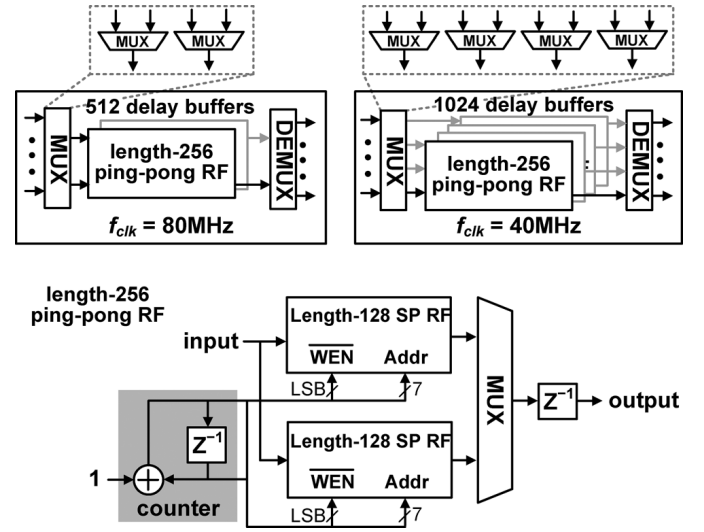 MUX MUX
MUX MUX MUX MUX
512 delay buffers
MUX
length-256
ping-pong RF
DEMUX
f_clk = 80MHz
1024 delay buffers
MUX
length-256
ping-pong RF
:
DEMUX
f_clk = 40MHz
length-256
ping-pong RF
input
Length-128 SP RF
WEN Addr
LSB 7
MUX
Z⁻¹
output
Z⁻¹
1
+
counter
Length-128 SP RF
WEN Addr
LSB 7